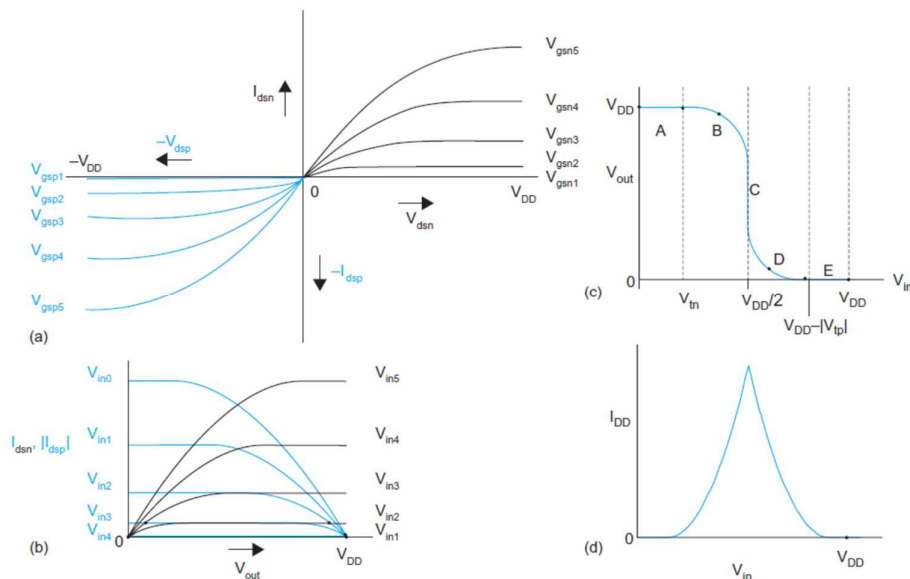 V_gsn5
I_dsn
V_gsn4
V_gsn3
V_gsn2
V_gsn1
–V_dsp
–V_DD
V_gsp1
V_gsp2
V_gsp3
V_gsp4
V_gsp5
0
V_DD
V_dsn
–I_dsp
(a)
V_DD
A
B
V_out
C
D
E
0
V_tn
V_DD/2
V_DD
V_in
V_DD–|V_tp|
(c)
V_in0
V_in5
I_dsn, |I_dsp|
V_in1
V_in4
V_in2
V_in3
V_in3
V_in2
V_in4
V_in1
0
V_DD
V_out
(b)
I_DD
0
V_DD
V_in
(d)